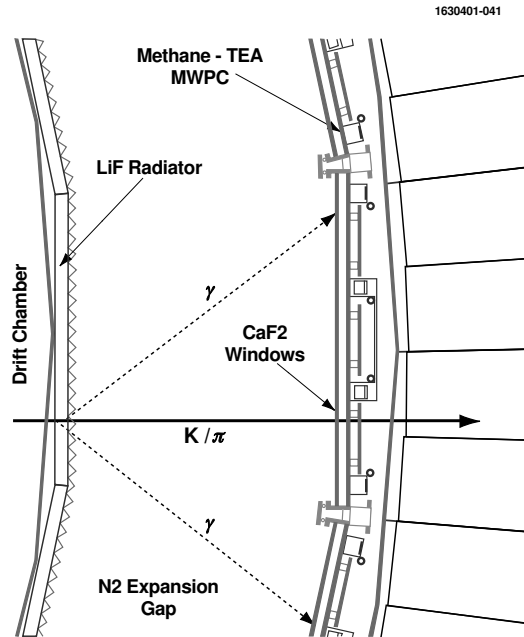 1630401-041
Methane - TEA
MWPC
LiF Radiator
γ
Drift Chamber
CaF2
Windows
K / π
γ
N2 Expansion
Gap